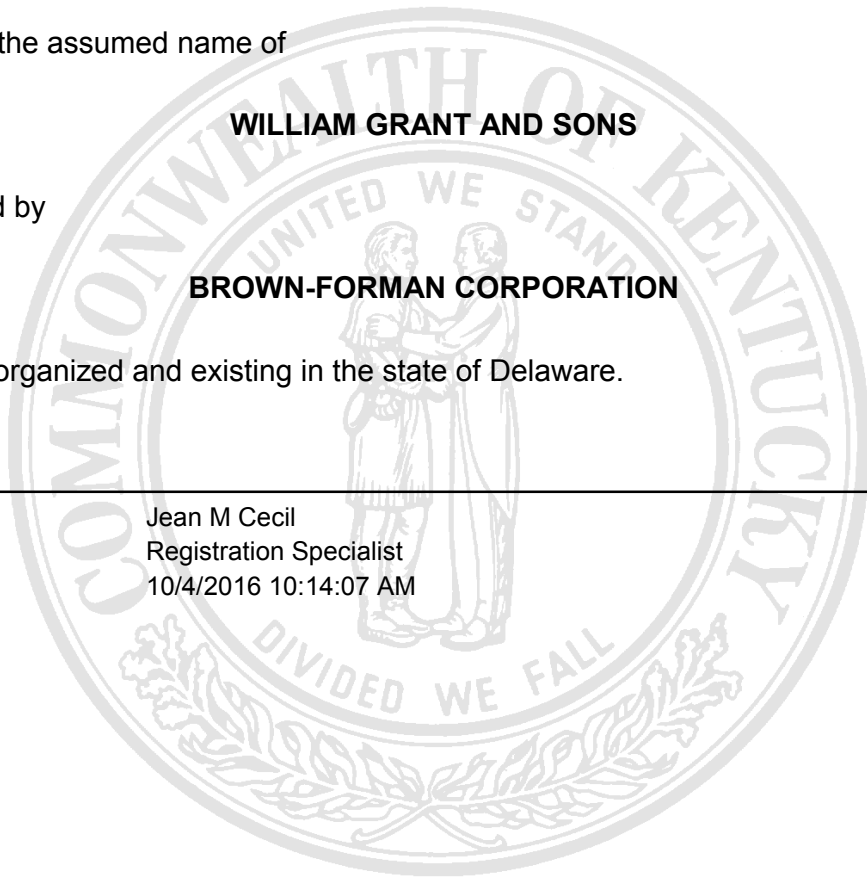 the assumed name of
WILLIAM GRANT AND SONS
d by
BROWN-FORMAN CORPORATION
organized and existing in the state of Delaware.
Jean M Cecil
Registration Specialist
10/4/2016 10:14:07 AM
COMMONWEALTH OF KENTUCKY
UNITED WE STAND
DIVIDED WE FALL